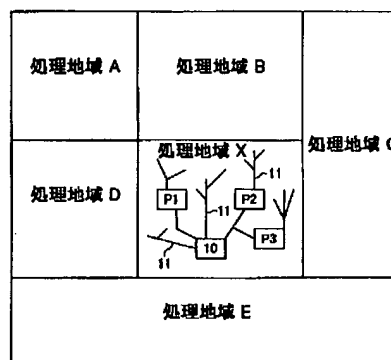 処理地域 A
処理地域 B
処理地域 C
処理地域 D
処理地域 X
11
P1
11
P2
10
P3
11
処理地域 E